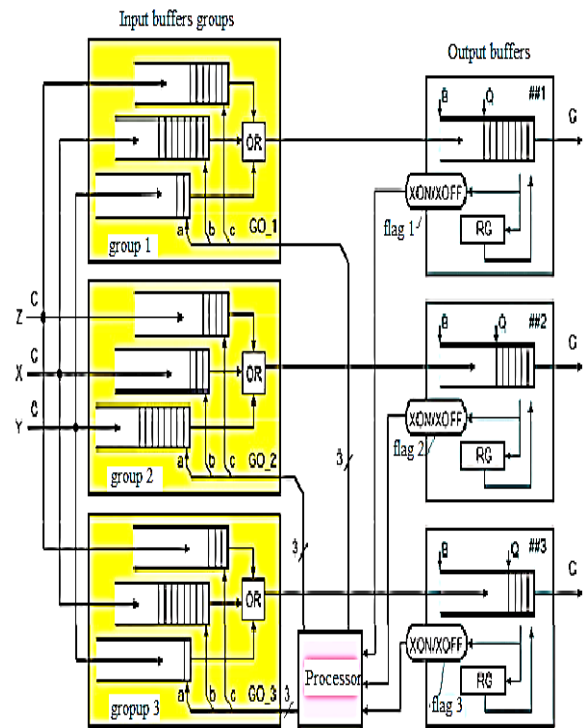 Input buffers groups
Output buffers
OR
a
b
c
GO_1
group 1
B
Q
##1
G
XON/XOFF
flag 1
RG
Z
G
X
G
Y
G
OR
a
b
c
GO_2
group 2
3
3
B
Q
##2
G
XON/XOFF
flag 2
RG
OR
a
b
c
GO_3
gropup 3
3
Processor
B
Q
##3
G
XON/XOFF
flag 3
RG